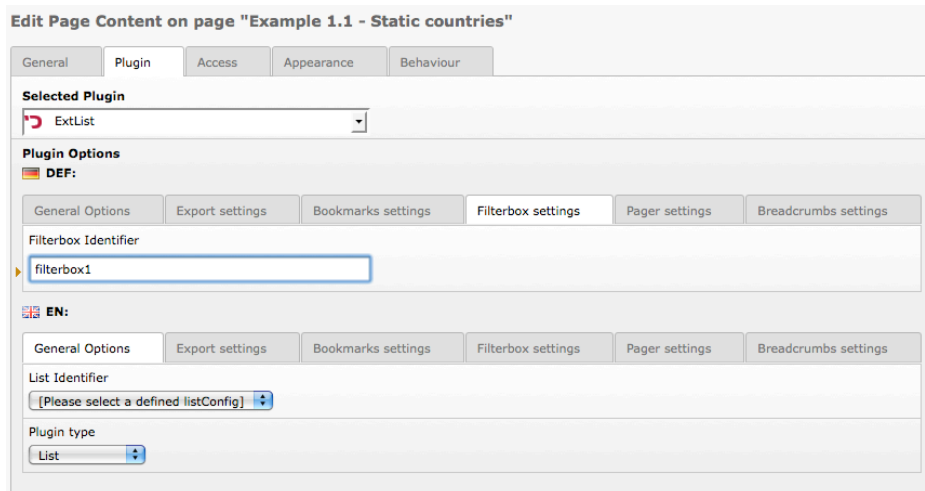 Edit Page Content on page "Example 1.1 - Static countries"
General Plugin Access Appearance Behaviour
Selected Plugin
ExtList
Plugin Options
DEF:
General Options Export settings Bookmarks settings Filterbox settings Pager settings Breadcrumbs settings
Filterbox Identifier
filterbox1
EN:
General Options Export settings Bookmarks settings Filterbox settings Pager settings Breadcrumbs settings
List Identifier
[Please select a defined listConfig]
Plugin type
List